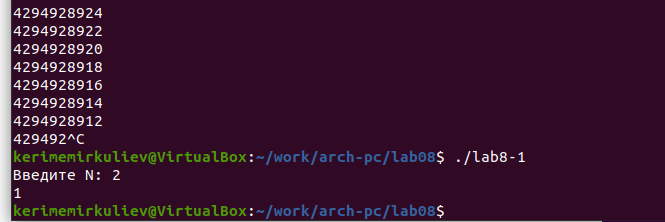 4294928924
4294928922
4294928920
4294928918
4294928916
4294928914
4294928912
429492^C
kerimemirkuliev@VirtualBox:~/work/arch-pc/lab08$ ./lab8-1
Введите N: 2
1
kerimemirkuliev@VirtualBox:~/work/arch-pc/lab08$